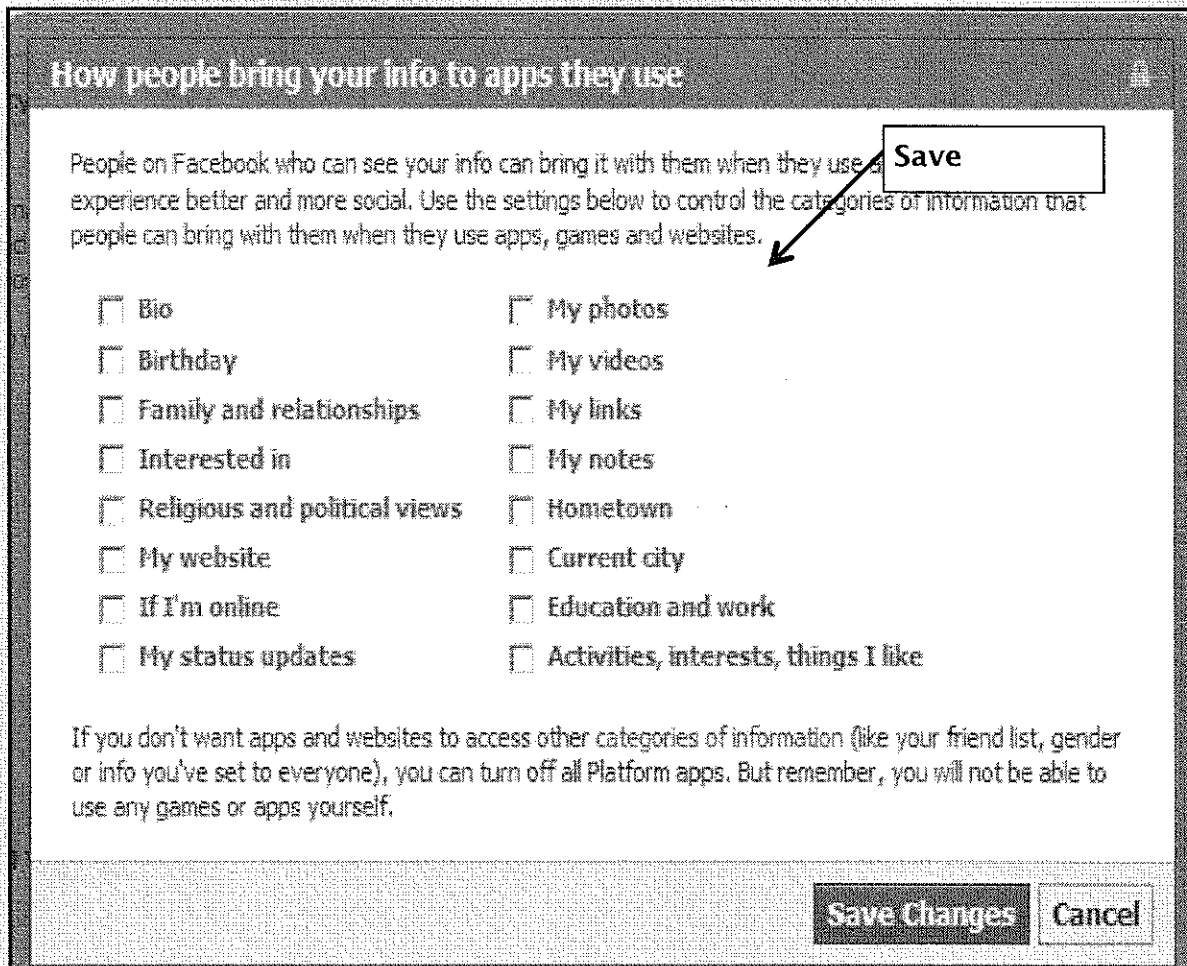 How people bring your info to apps they use
People on Facebook who can see your info can bring it with them when they use
Save
experience better and more social. Use the settings below to control the categories of information that
people can bring with them when they use apps, games and websites.
Bio
My photos
Birthday
My videos
Family and relationships
My links
Interested in
My notes
Religious and political views
Hometown
My website
Current city
If I'm online
Education and work
My status updates
Activities, interests, things I like
If you don't want apps and websites to access other categories of information (like your friend list, gender
or info you've set to everyone), you can turn off all Platform apps. But remember, you will not be able to
use any games or apps yourself.
Save Changes
Cancel